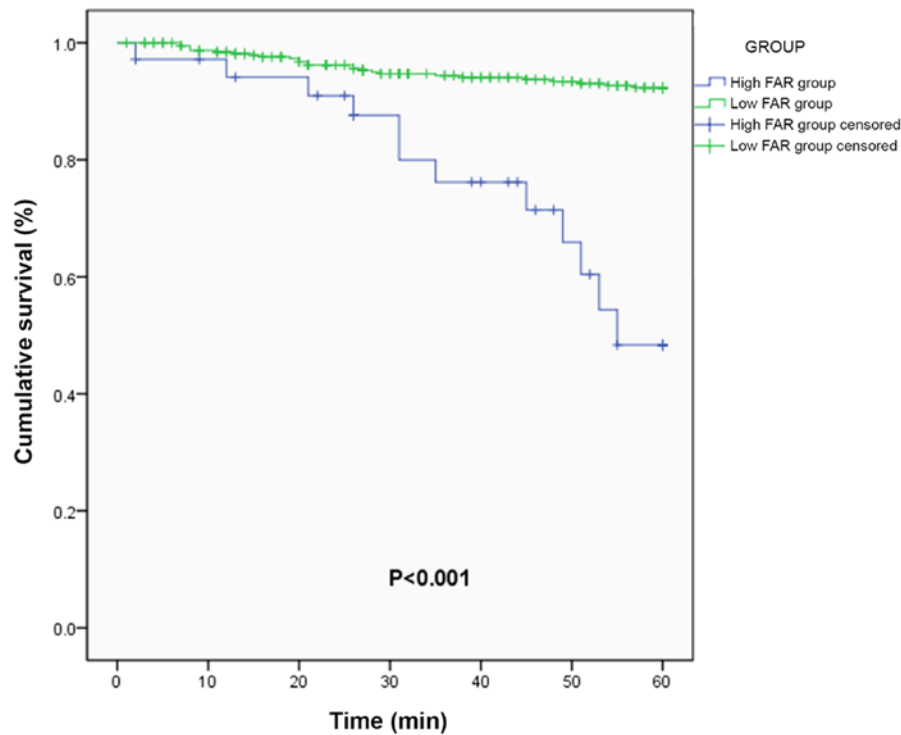 GROUP
High FAR group
Low FAR group
High FAR group censored
Low FAR group censored
Cumulative survival (%)
1.0
0.8
0.6
0.4
0.2
0.0
P<0.001
0 10 20 30 40 50 60
Time (min)